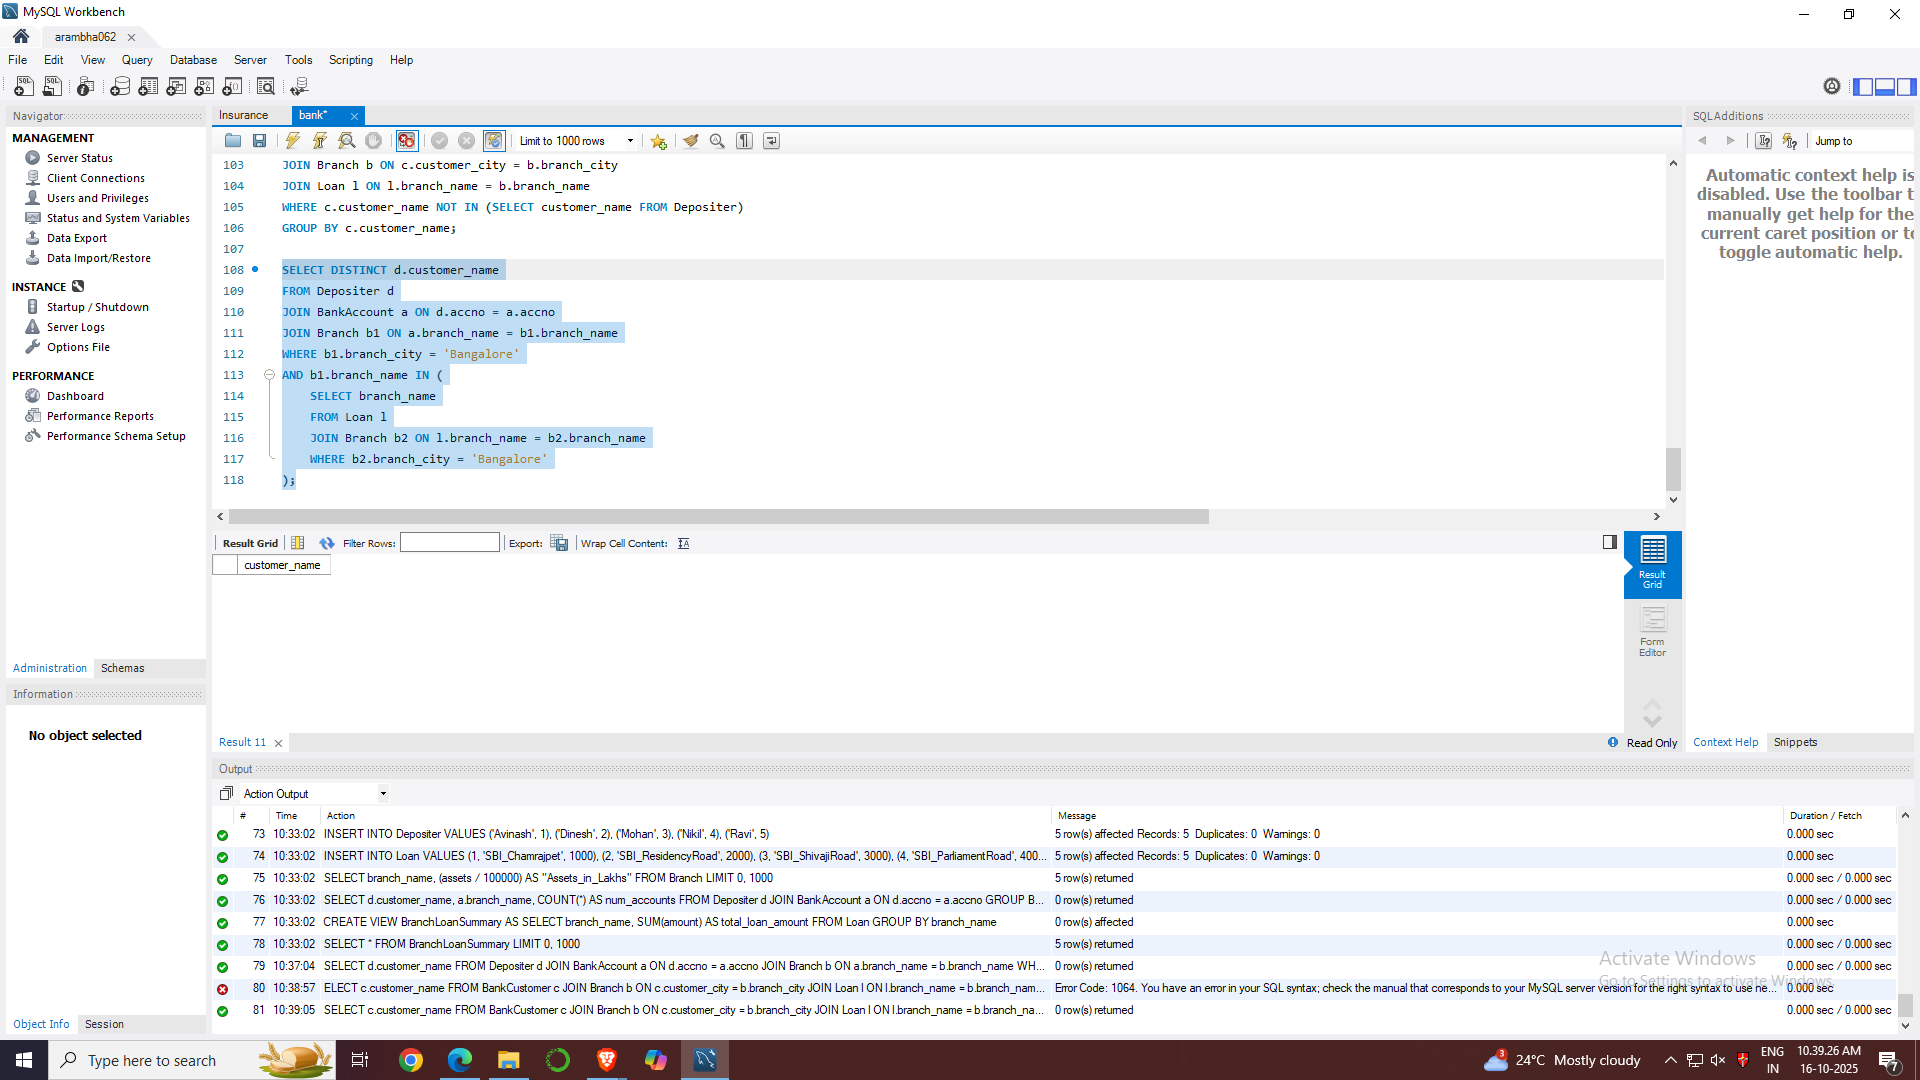 MySQL Workbench
arambha062
File Edit View Query Database Server Tools Scripting Help
Navigator
MANAGEMENT
Server Status
Client Connections
Users and Privileges
Status and System Variables
Data Export
Data Import/Restore
INSTANCE
Startup / Shutdown
Server Logs
Options File
PERFORMANCE
Dashboard
Performance Reports
Performance Schema Setup
Administration Schemas
Information
No object selected
Object Info Session
Insurance bank*
Limit to 1000 rows
103 JOIN Branch b ON c.customer_city = b.branch_city
104 JOIN Loan l ON l.branch_name = b.branch_name
105 WHERE c.customer_name NOT IN (SELECT customer_name FROM Depositer)
106 GROUP BY c.customer_name;
107
108 SELECT DISTINCT d.customer_name
109 FROM Depositer d
110 JOIN BankAccount a ON d.accno = a.accno
111 JOIN Branch b1 ON a.branch_name = b1.branch_name
112 WHERE b1.branch_city = 'Bangalore'
113 AND b1.branch_name IN (
114 SELECT branch_name
115 FROM Loan l
116 JOIN Branch b2 ON l.branch_name = b2.branch_name
117 WHERE b2.branch_city = 'Bangalore'
118 );
Result Grid Filter Rows: Export: Wrap Cell Content:
customer_name
Result Grid
Form Editor
Result 11
Read Only
SQLAdditions
Jump to
Automatic context help is
disabled. Use the toolbar t
manually get help for the
current caret position or to
toggle automatic help.
Context Help Snippets
Output
Action Output
# Time Action Message Duration / Fetch
73 10:33:02 INSERT INTO Depositer VALUES ('Avinash', 1), ('Dinesh', 2), ('Mohan', 3), ('Nikil', 4), ('Ravi', 5) 5 row(s) affected Records: 5 Duplicates: 0 Warnings: 0 0.000 sec
74 10:33:02 INSERT INTO Loan VALUES (1, 'SBI_Chamrajpet', 1000), (2, 'SBI_ResidencyRoad', 2000), (3, 'SBI_ShivajiRoad', 3000), (4, 'SBI_ParliamentRoad', 400... 5 row(s) affected Records: 5 Duplicates: 0 Warnings: 0 0.000 sec
75 10:33:02 SELECT branch_name, (assets / 100000) AS "Assets_in_Lakhs" FROM Branch LIMIT 0, 1000 5 row(s) returned 0.000 sec / 0.000 sec
76 10:33:02 SELECT d.customer_name, a.branch_name, COUNT(*) AS num_accounts FROM Depositer d JOIN BankAccount a ON d.accno = a.accno GROUP B... 0 row(s) returned 0.000 sec / 0.000 sec
77 10:33:02 CREATE VIEW BranchLoanSummary AS SELECT branch_name, SUM(amount) AS total_loan_amount FROM Loan GROUP BY branch_name 0 row(s) affected 0.000 sec
78 10:33:02 SELECT * FROM BranchLoanSummary LIMIT 0, 1000 5 row(s) returned 0.000 sec / 0.000 sec
79 10:37:04 SELECT d.customer_name FROM Depositer d JOIN BankAccount a ON d.accno = a.accno JOIN Branch b ON a.branch_name = b.branch_name WH... 0 row(s) returned 0.000 sec / 0.000 sec
80 10:38:57 ELECT c.customer_name FROM BankCustomer c JOIN Branch b ON c.customer_city = b.branch_city JOIN Loan l ON l.branch_name = b.branch_nam... Error Code: 1064. You have an error in your SQL syntax; check the manual that corresponds to your MySQL server version for the right syntax to use ne... 0.000 sec
81 10:39:05 SELECT c.customer_name FROM BankCustomer c JOIN Branch b ON c.customer_city = b.branch_city JOIN Loan l ON l.branch_name = b.branch_na... 0 row(s) returned 0.000 sec / 0.000 sec
Activate Windows
Go to Settings to activate Windows.
Type here to search
3
24°C Mostly cloudy
ENG
IN
10.39.26 AM
16-10-2025
7